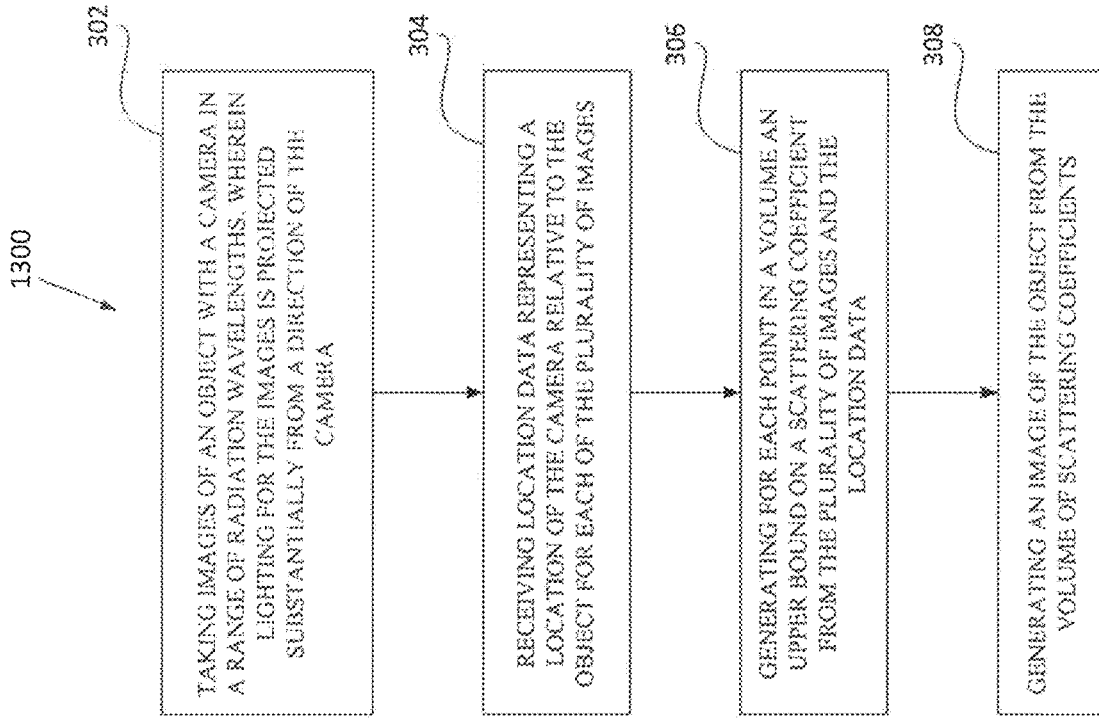 1300
302
TAKING IMAGES OF AN OBJECT WITH A CAMERA IN
A RANGE OF RADIATION WAVELENGTHS, WHEREIN
LIGHTING FOR THE IMAGES IS PROJECTED
SUBSTANTIALLY FROM A DIRECTION OF THE
CAMERA
304
RECEIVING LOCATION DATA REPRESENTING A
LOCATION OF THE CAMERA RELATIVE TO THE
OBJECT FOR EACH OF THE PLURALITY OF IMAGES
306
GENERATING FOR EACH POINT IN A VOLUME AN
UPPER BOUND ON A SCATTERING COEFFICIENT
FROM THE PLURALITY OF IMAGES AND THE
LOCATION DATA
308
GENERATING AN IMAGE OF THE OBJECT FROM THE
VOLUME OF SCATTERING COEFFICIENTS